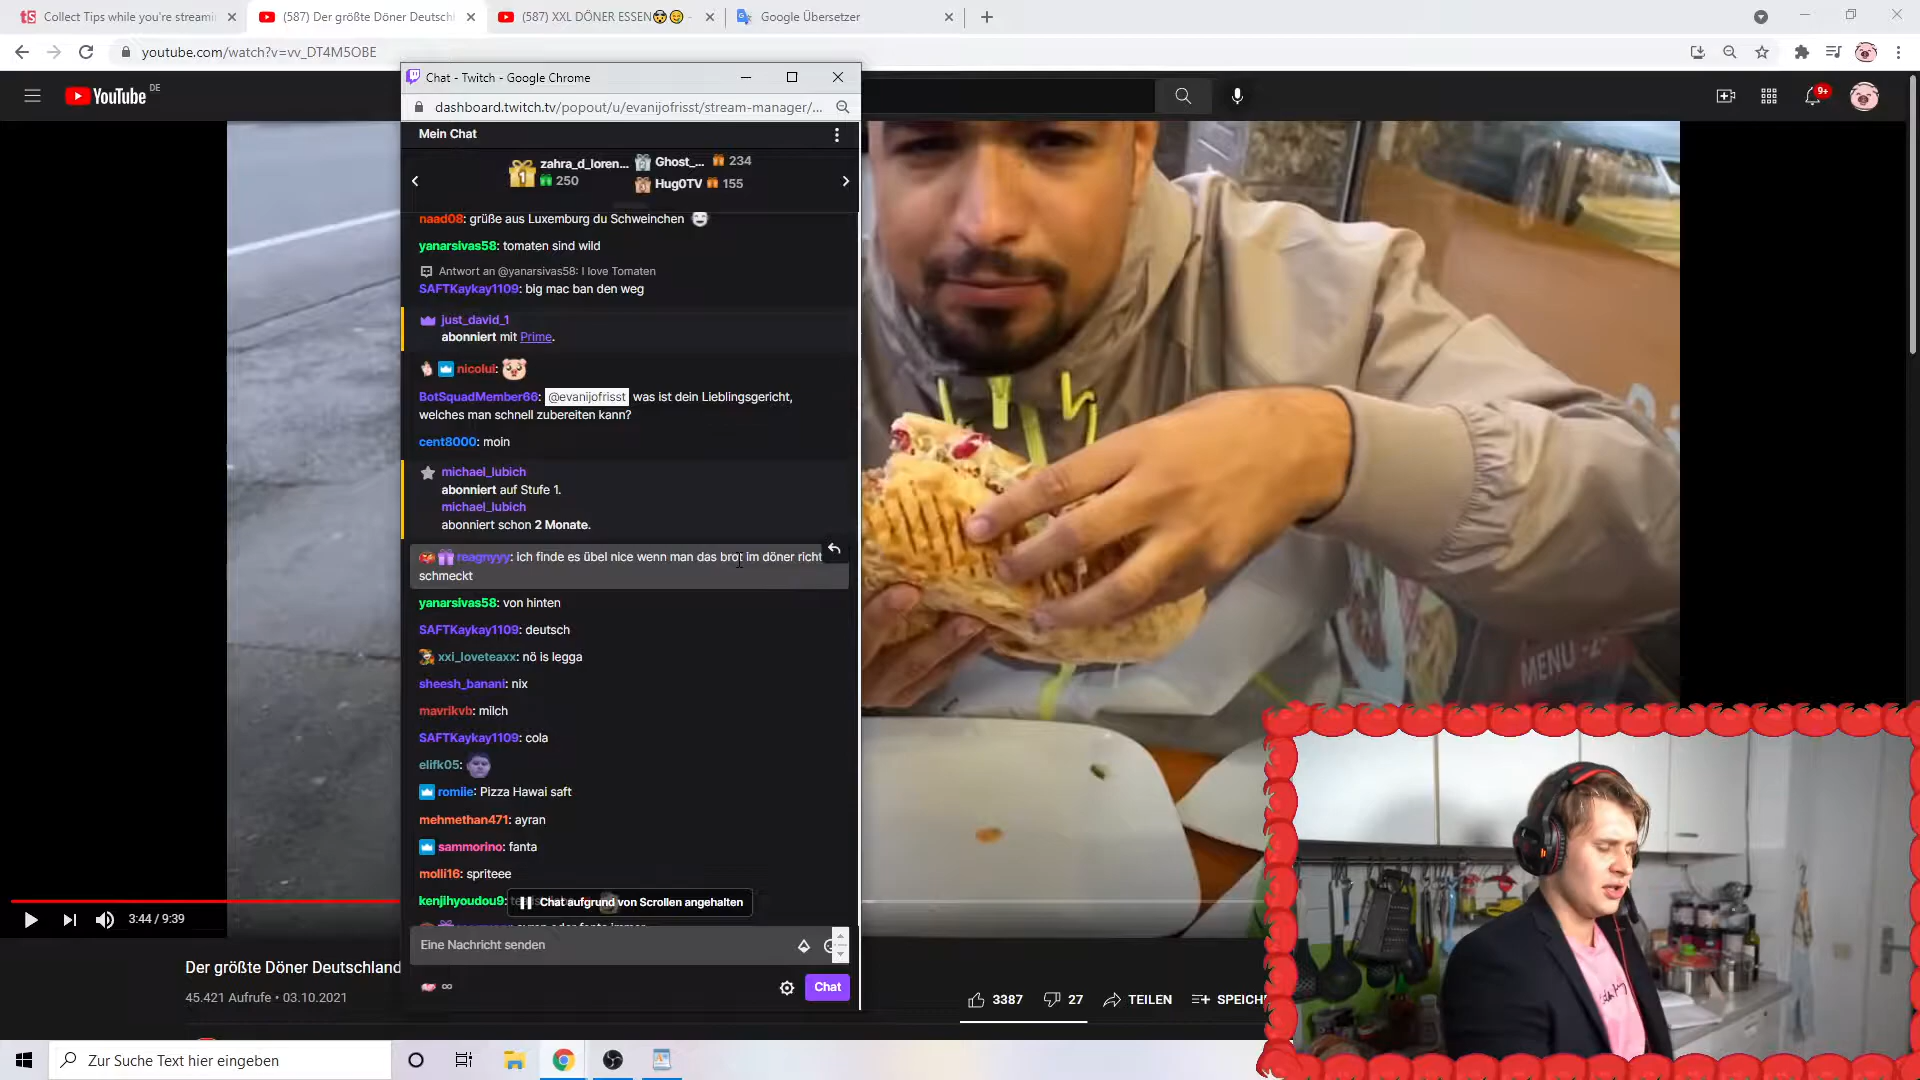 Collect Tips while you're streami
(587) Der größte Döner Deutschl
(587) XXL DÖNER ESSEN
Google Übersetzer
youtube.com/watch?v=vv_DT4M5OBE
Chat - Twitch - Google Chrome
dashboard.twitch.tv/popout/u/evanijofrisst/stream-manager/...
YouTube DE
9+
Mein Chat
zahra_d_loren...
250
Ghost_... 234
Hug0TV 155
naad08: grüße aus Luxemburg du Schweinchen
yanarsivas58: tomaten sind wild
Antwort an @yanarsivas58: I love Tomaten
SAFTKaykay1109: big mac ban den weg
just_david_1
abonniert mit Prime.
nicolui:
BotSquadMember66: @evanijofrisst was ist dein Lieblingsgericht,
welches man schnell zubereiten kann?
cent8000: moin
michael_lubich
abonniert auf Stufe 1.
michael_lubich
abonniert schon 2 Monate.
reagnyyy: ich finde es übel nice wenn man das brot im döner richt
schmeckt
yanarsivas58: von hinten
SAFTKaykay1109: deutsch
xxi_loveteaxx: nö is legga
sheesh_banani: nix
mavrikvb: milch
SAFTKaykay1109: cola
elifk05:
romile: Pizza Hawai saft
mehmethan471: ayran
sammorino: fanta
molli16: spriteee
kenjihyoudou9:
Chat aufgrund von Scrollen angehalten
Eine Nachricht senden
Chat
MENU -2-
3:44 / 9:39
Der größte Döner Deutschland
45.421 Aufrufe • 03.10.2021
3387
27
TEILEN
SPEICHE
Zur Suche Text hier eingeben